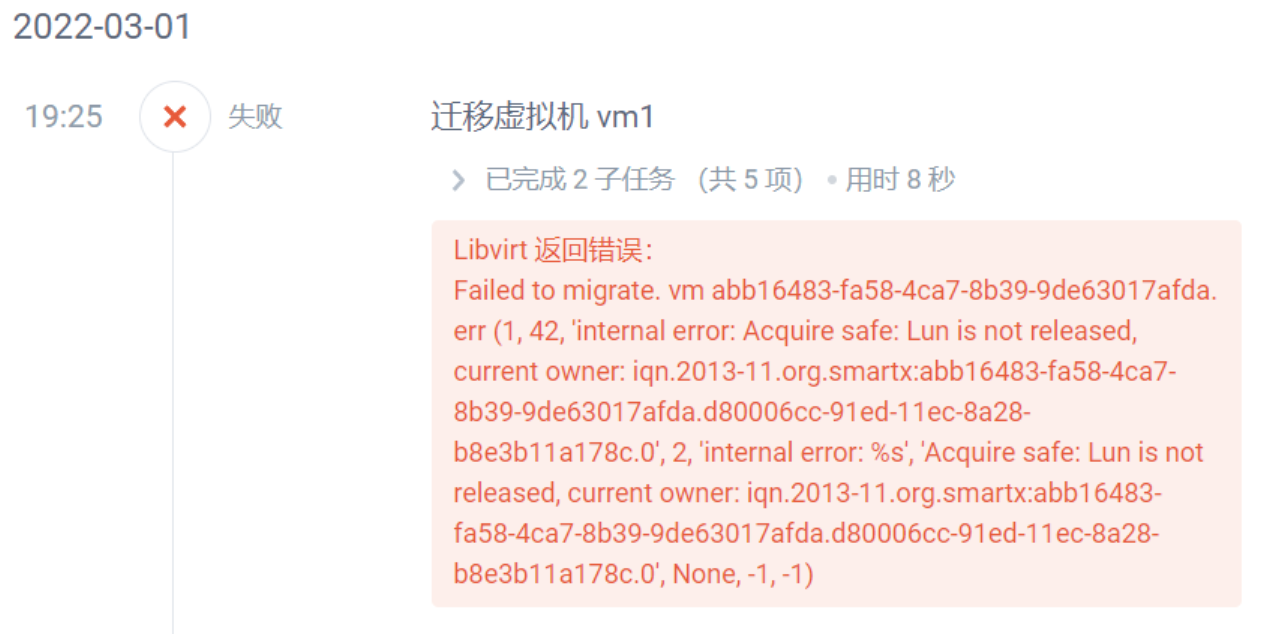 2022-03-01
19:25 失败 迁移虚拟机 vm1
已完成 2 子任务 (共 5 项) • 用时 8 秒
Libvirt 返回错误：
Failed to migrate. vm abb16483-fa58-4ca7-8b39-9de63017afda.
err (1, 42, 'internal error: Acquire safe: Lun is not released,
current owner: iqn.2013-11.org.smartx:abb16483-fa58-4ca7-
8b39-9de63017afda.d80006cc-91ed-11ec-8a28-
b8e3b11a178c.0', 2, 'internal error: %s', 'Acquire safe: Lun is not
released, current owner: iqn.2013-11.org.smartx:abb16483-
fa58-4ca7-8b39-9de63017afda.d80006cc-91ed-11ec-8a28-
b8e3b11a178c.0', None, -1, -1)